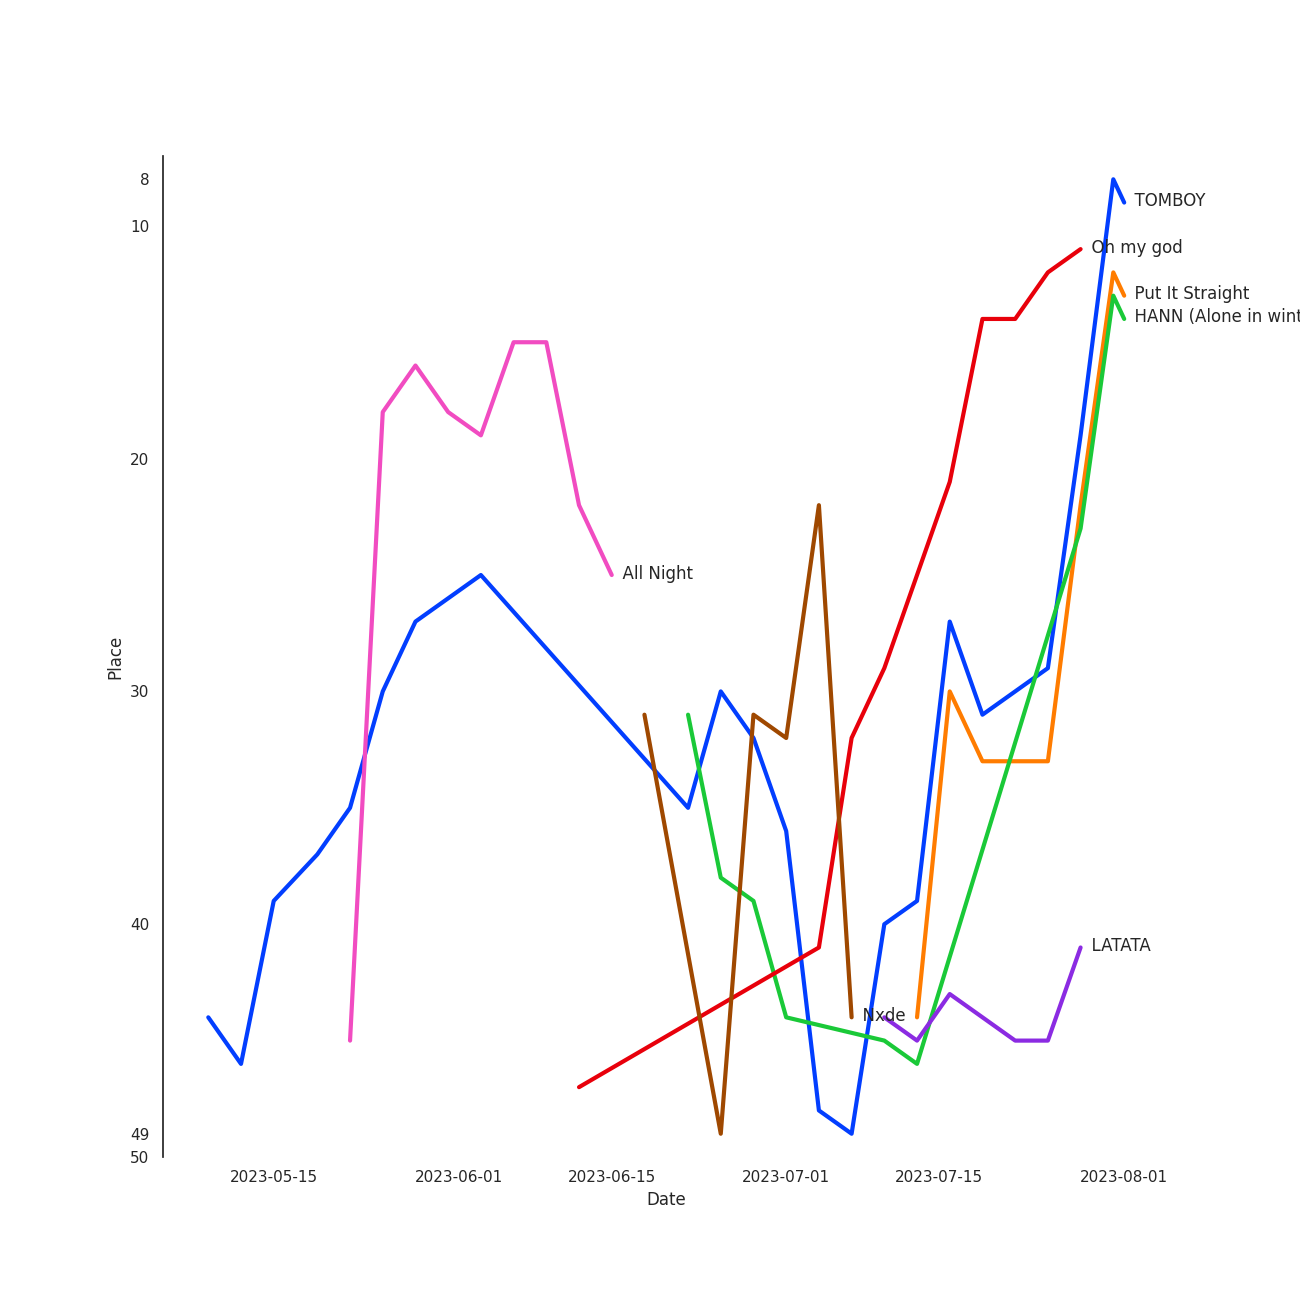 8
TOMBOY
10
Oh my god
Put It Straight
HANN (Alone in wint
20
All Night
Place
30
40
LATATA
Nxde
49
50
2023-05-15 2023-06-01 2023-06-15 2023-07-01 2023-07-15 2023-08-01
Date